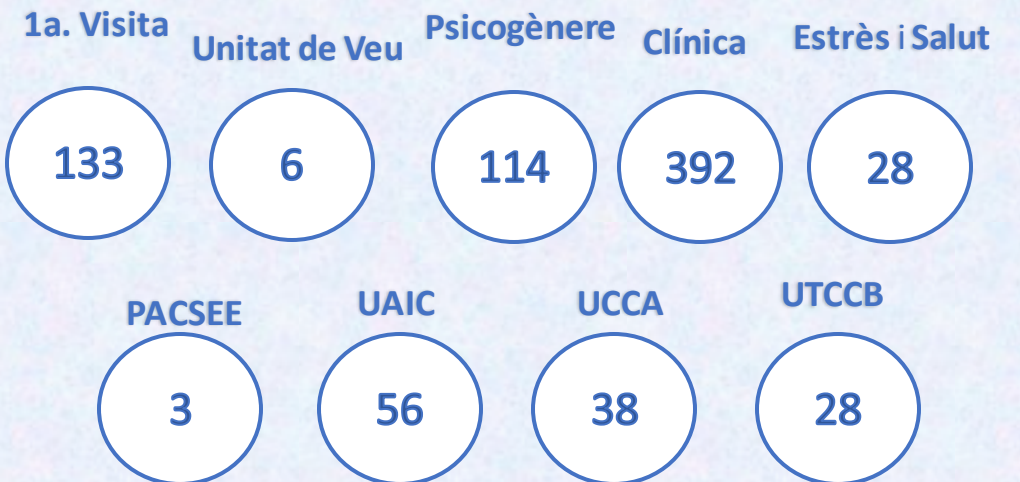 1a. Visita
Unitat de Veu
Psicogènere
Clínica
Estrès i Salut
133
6
114
392
28
PACSEE
UAIC
UCCA
UTCCB
3
56
38
28